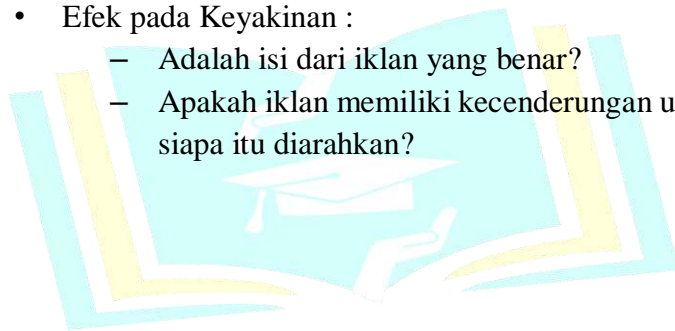 • Efek pada Keyakinan :
– Adalah isi dari iklan yang benar?
– Apakah iklan memiliki kecenderungan u
siapa itu diarahkan?